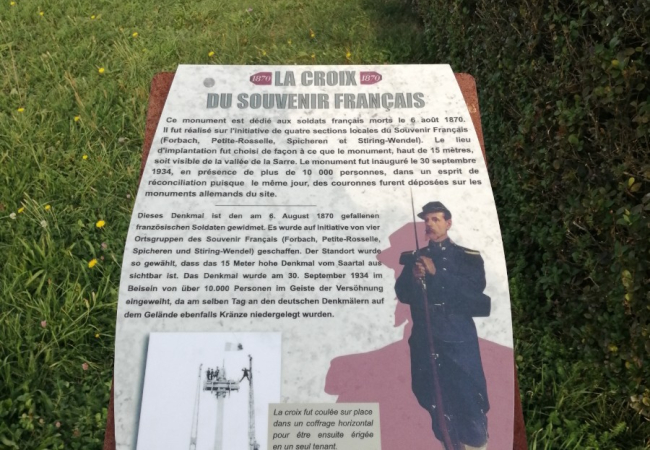 1870 LA CROIX 1870
DU SOUVENIR FRANÇAIS
Ce monument est dédié aux soldats français morts le 6 août 1870.
Il fut réalisé sur l'initiative de quatre sections locales du Souvenir Français
(Forbach, Petite-Rosselle, Spicheren et Stiring-Wendel). Le lieu
d'implantation fut choisi de façon à ce que le monument, haut de 15 mètres,
soit visible de la vallée de la Sarre. Le monument fut inauguré le 30 septembre
1934, en présence de plus de 10 000 personnes, dans un esprit de
réconciliation puisque le même jour, des couronnes furent déposées sur les
monuments allemands du site.
Dieses Denkmal ist den am 6. August 1870 gefallenen
französischen Soldaten gewidmet. Es wurde auf Initiative von vier
Ortsgruppen des Souvenir Français (Forbach, Petite-Rosselle,
Spicheren und Stiring-Wendel) geschaffen. Der Standort wurde
so gewählt, dass das 15 Meter hohe Denkmal vom Saartal aus
sichtbar ist. Das Denkmal wurde am 30. September 1934 im
Beisein von über 10.000 Personen im Geiste der Versöhnung
eingeweiht, da am selben Tag an den deutschen Denkmälern auf
dem Gelände ebenfalls Kränze niedergelegt wurden.
La croix fut coulée sur place
dans un coffrage horizontal
pour être ensuite érigée
en un seul tenant.